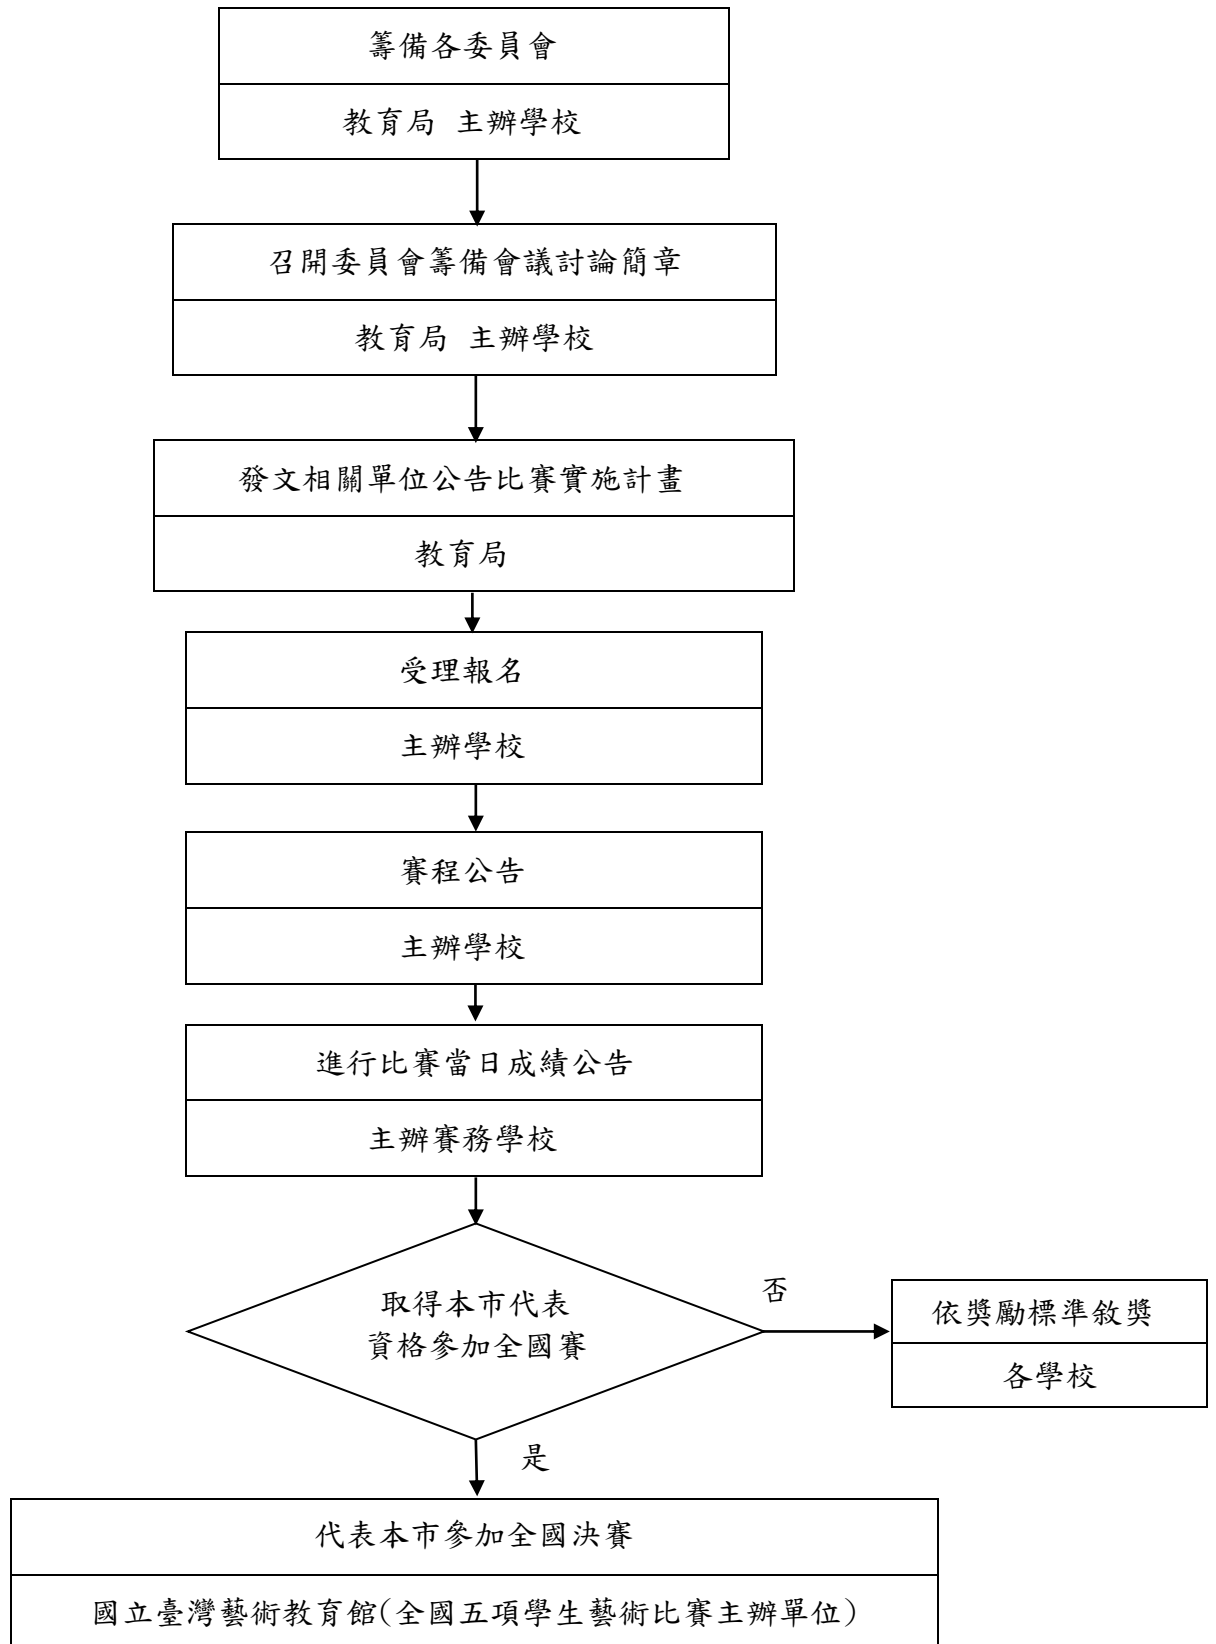 籌備各委員會
教育局 主辦學校
召開委員會籌備會議討論簡章
教育局 主辦學校
發文相關單位公告比賽實施計畫
教育局
受理報名
主辦學校
賽程公告
主辦學校
進行比賽當日成績公告
主辦賽務學校
取得本市代表
資格參加全國賽
否
依獎勵標準敘獎
各學校
是
代表本市參加全國決賽
國立臺灣藝術教育館(全國五項學生藝術比賽主辦單位)